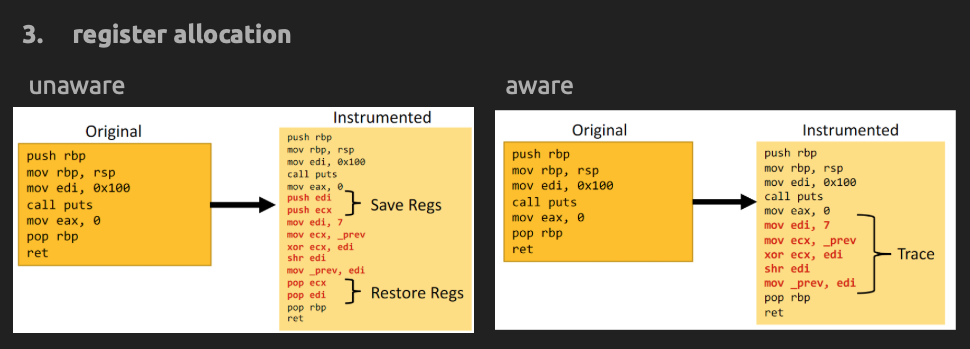 3. register allocation
unaware
Original
push rbp
mov rbp, rsp
mov edi, 0x100
call puts
mov eax, 0
pop rbp
ret
Instrumented
push rbp
mov rbp, rsp
mov edi, 0x100
call puts
mov eax, 0
push edi
push ecx
Save Regs
mov edi, 7
mov ecx, _prev
xor ecx, edi
shr edi
mov _prev, edi
pop ecx
pop edi
Restore Regs
pop rbp
ret
aware
Original
push rbp
mov rbp, rsp
mov edi, 0x100
call puts
mov eax, 0
pop rbp
ret
Instrumented
push rbp
mov rbp, rsp
mov edi, 0x100
call puts
mov eax, 0
mov edi, 7
mov ecx, _prev
xor ecx, edi
shr edi
mov _prev, edi
Trace
pop rbp
ret